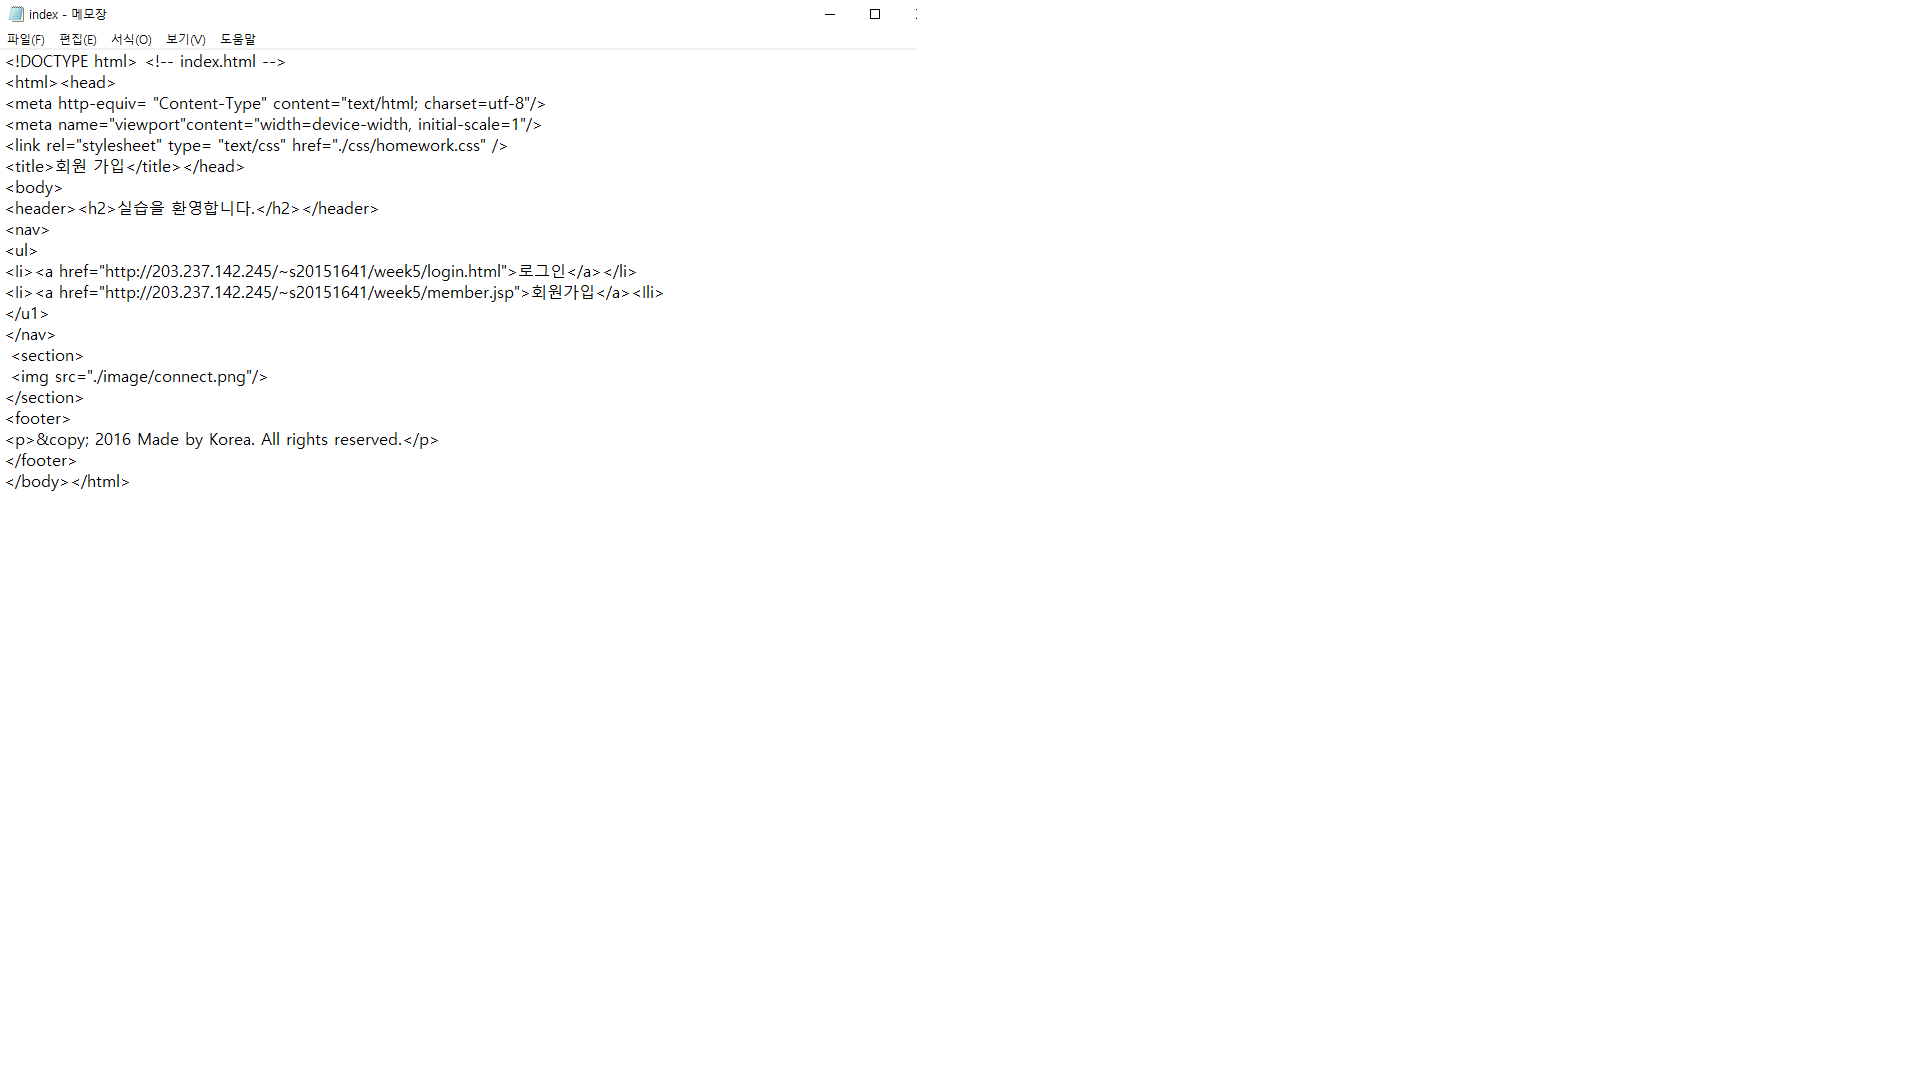 index - 메모장
파일(F) 편집(E) 서식(O) 보기(V) 도움말
<!DOCTYPE html> <!-- index.html -->
<html><head>
<meta http-equiv= "Content-Type" content="text/html; charset=utf-8"/>
<meta name="viewport"content="width=device-width, initial-scale=1"/>
<link rel="stylesheet" type= "text/css" href="./css/homework.css" />
<title>회원 가입</title></head>
<body>
<header><h2>실습을 환영합니다.</h2></header>
<nav>
<ul>
<li><a href="http://203.237.142.245/~s20151641/week5/login.html">로그인</a></li>
<li><a href="http://203.237.142.245/~s20151641/week5/member.jsp">회원가입</a><lli>
</u1>
</nav>
<section>
<img src="./image/connect.png"/>
</section>
<footer>
<p>&copy; 2016 Made by Korea. All rights reserved.</p>
</footer>
</body></html>